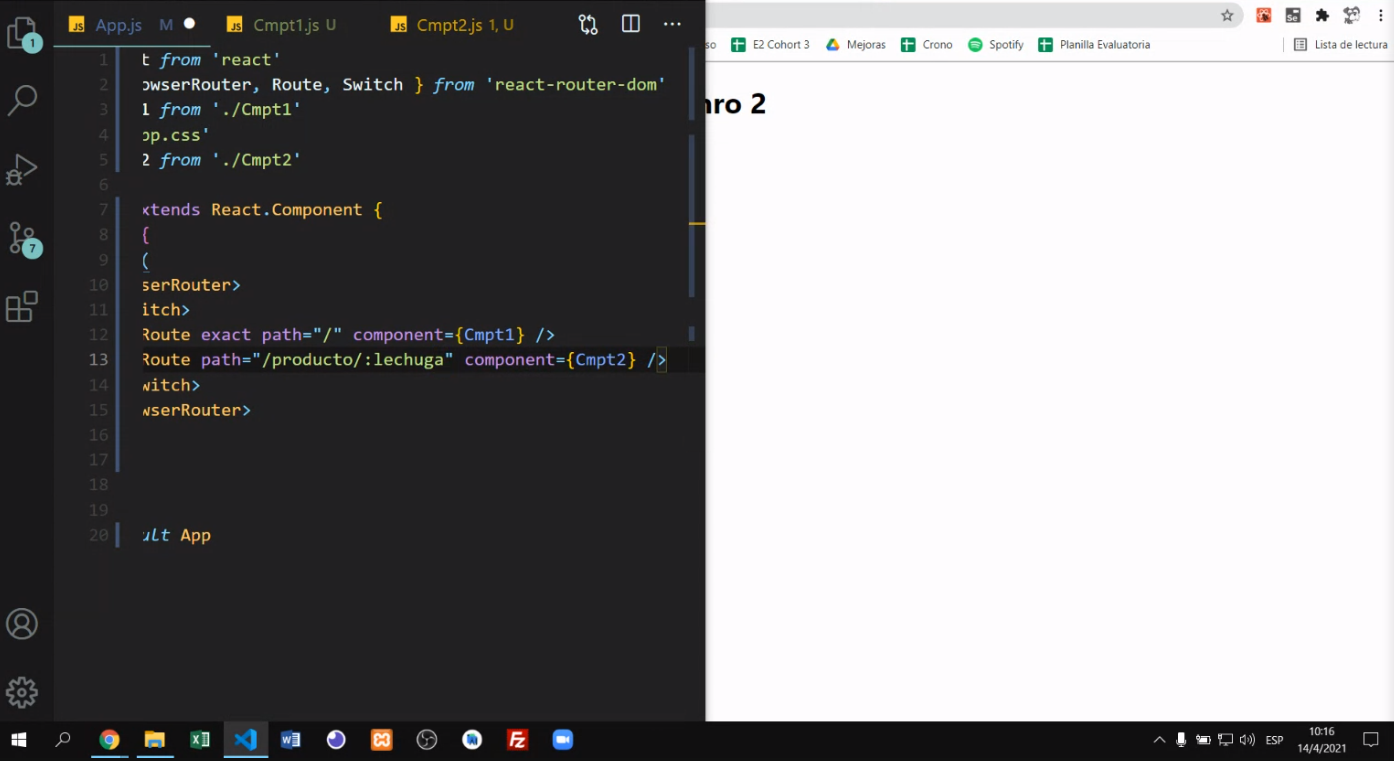 App.js M
Cmpt1.js U
Cmpt2.js 1, U
1
1 t from 'react'
2 owserRouter, Route, Switch } from 'react-router-dom'
3 1 from './Cmpt1'
4 pp.css'
5 2 from './Cmpt2'
6
7 xtends React.Component {
8 {
9 (
10 serRouter>
11 itch>
12 Route exact path="/" component={Cmpt1} />
13 Route path="/producto/:lechuga" component={Cmpt2} />
14 witch>
15 wserRouter>
16
17
18
19
20 ult App
7
so
E2 Cohort 3
Mejoras
Crono
Spotify
Planilla Evaluatoria
Lista de lectura
nro 2
ESP
10:16
14/4/2021